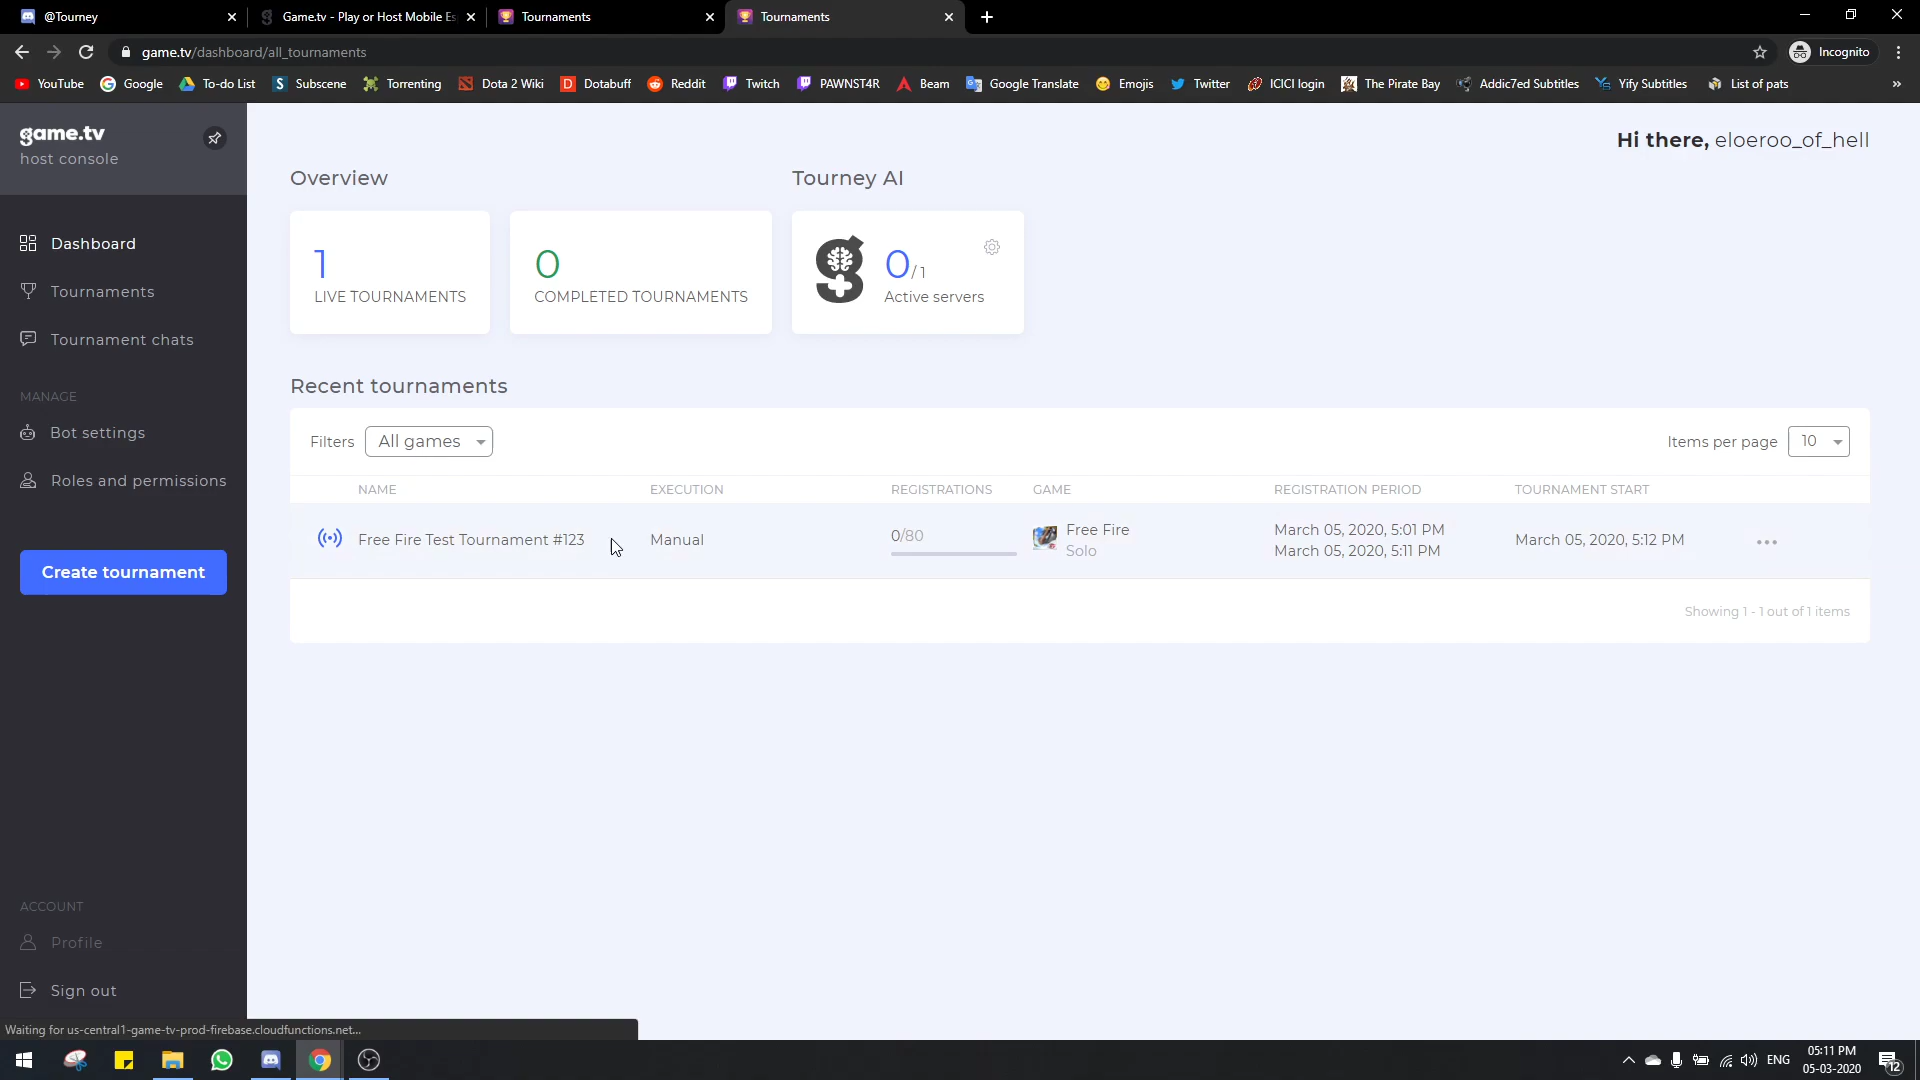 @Tourney
Game.tv - Play or Host Mobile Es
Tournaments
Tournaments
game.tv/dashboard/all_tournaments
Incognito
YouTube
Google
To-do List
Subscene
Torrenting
Dota 2 Wiki
Dotabuff
Reddit
Twitch
PAWNST4R
Beam
Google Translate
Emojis
Twitter
ICICI login
The Pirate Bay
Addic7ed Subtitles
Yify Subtitles
List of pats
»
game.tv
host console
Dashboard
Tournaments
Tournament chats
MANAGE
Bot settings
Roles and permissions
Create tournament
ACCOUNT
Profile
Sign out
Hi there, eloeroo_of_hell
Overview
1
LIVE TOURNAMENTS
0
COMPLETED TOURNAMENTS
Tourney AI
0/1
Active servers
Recent tournaments
Filters All games
Items per page 10
NAME EXECUTION REGISTRATIONS GAME REGISTRATION PERIOD TOURNAMENT START
Free Fire Test Tournament #123
Manual
0/80
Free Fire
Solo
March 05, 2020, 5:01 PM
March 05, 2020, 5:11 PM
March 05, 2020, 5:12 PM
Showing 1 - 1 out of 1 items
Waiting for us-central1-game-tv-prod-firebase.cloudfunctions.net...
ENG
05:11 PM
05-03-2020
12